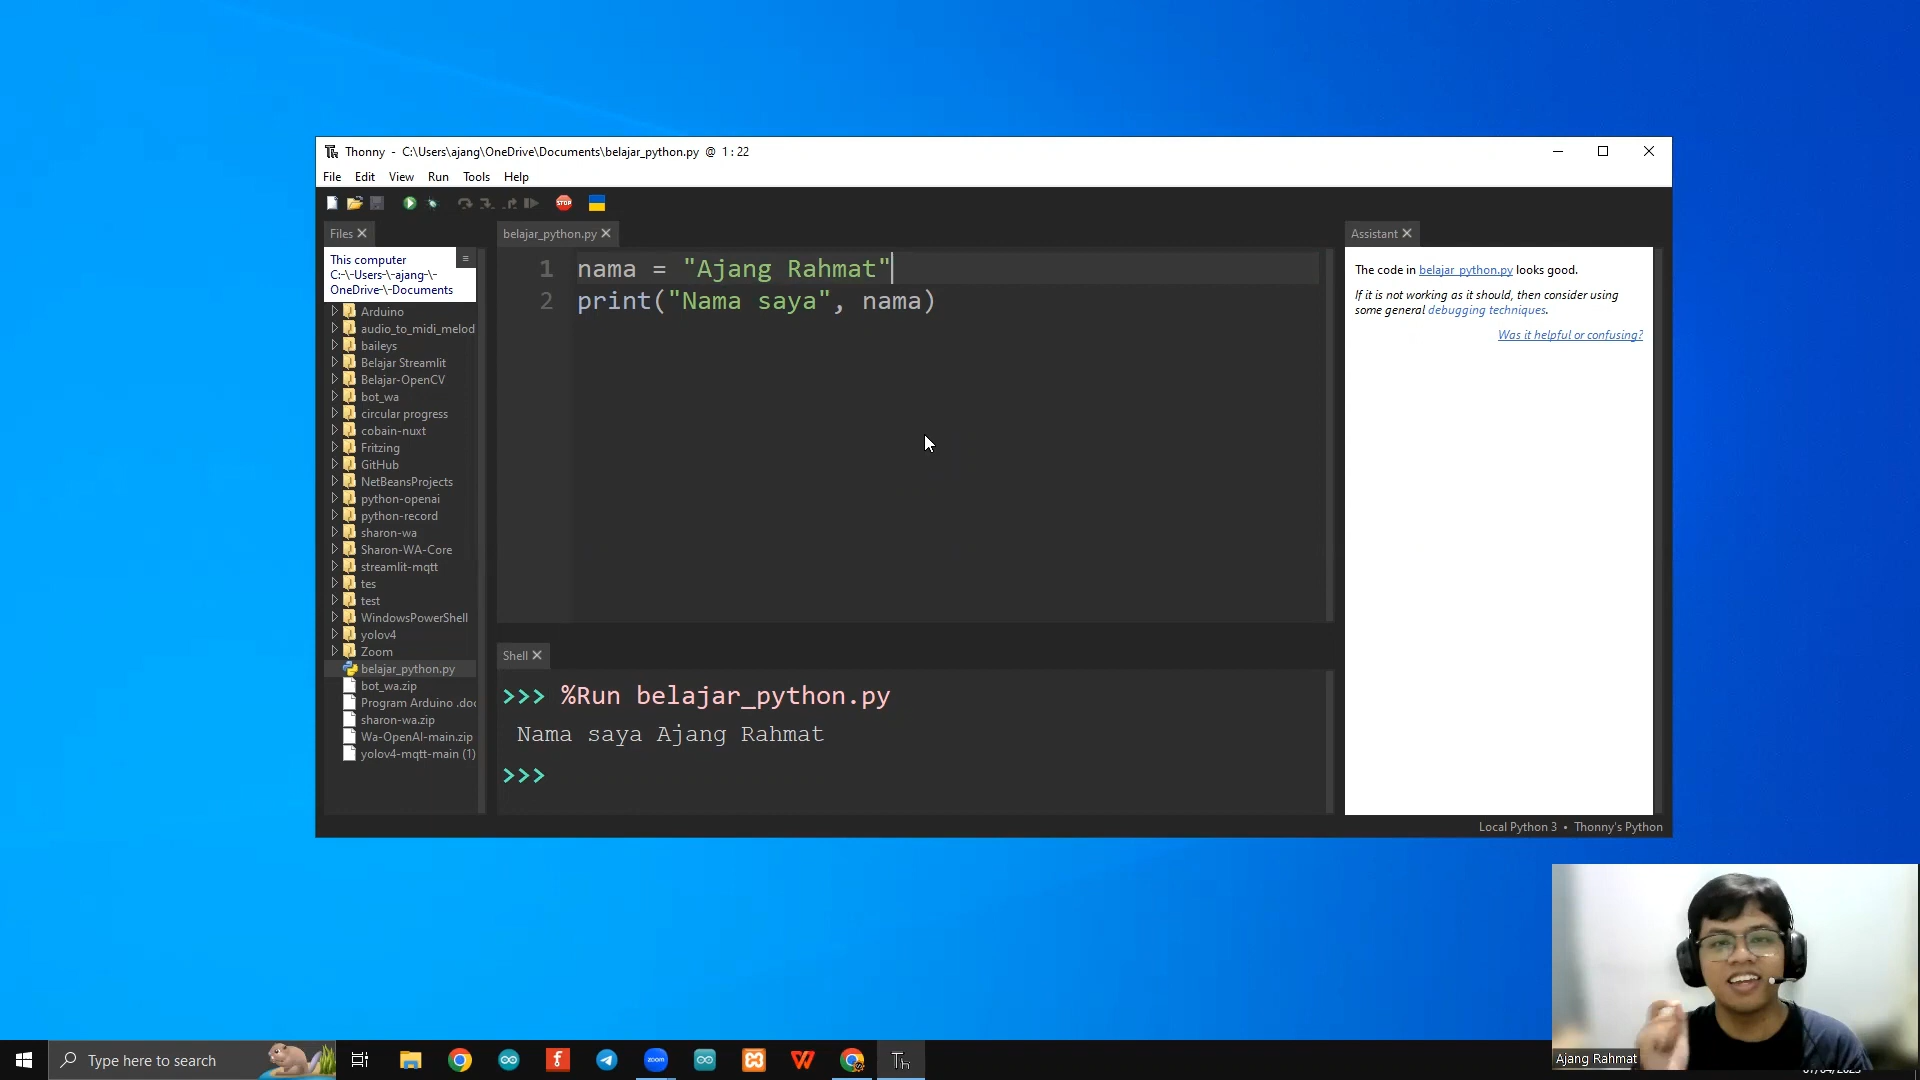 Thonny - C:\Users\ajang\OneDrive\Documents\belajar_python.py @ 1 : 22
File Edit View Run Tools Help
STOP
Files
belajar_python.py
Assistant
This computer
C:-\-Users-\-ajang-\-
OneDrive-\-Documents
Arduino
audio_to_midi_melod
baileys
Belajar Streamlit
Belajar-OpenCV
bot_wa
circular progress
cobain-nuxt
Fritzing
GitHub
NetBeansProjects
python-openai
python-record
sharon-wa
Sharon-WA-Core
streamlit-mqtt
tes
test
WindowsPowerShell
yolov4
Zoom
belajar_python.py
bot_wa.zip
Program Arduino .doc
sharon-wa.zip
Wa-OpenAI-main.zip
yolov4-mqtt-main (1)
1 nama = "Ajang Rahmat"
2 print("Nama saya", nama)
The code in belajar_python.py looks good.
If it is not working as it should, then consider using
some general debugging techniques.
Was it helpful or confusing?
Shell
>>> %Run belajar_python.py
Nama saya Ajang Rahmat
>>>
Local Python 3 • Thonny's Python
Ajang Rahmat
Type here to search
zoom